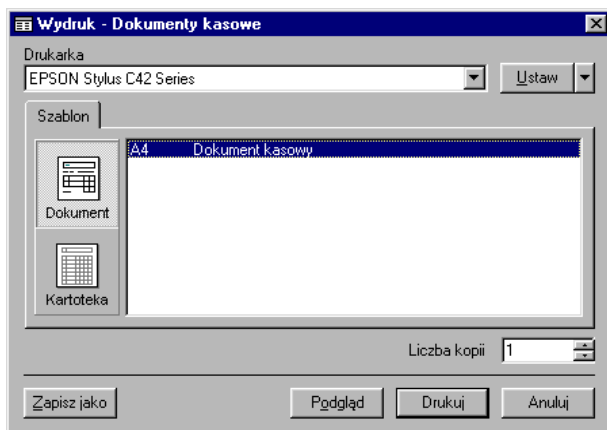 Wydruk - Dokumenty kasowe
Drukarka
EPSON Stylus C42 Series
Ustaw
Szablon
A4 Dokument kasowy
Dokument
Kartoteka
Liczba kopii 1
Zapisz jako Podgląd Drukuj Anuluj